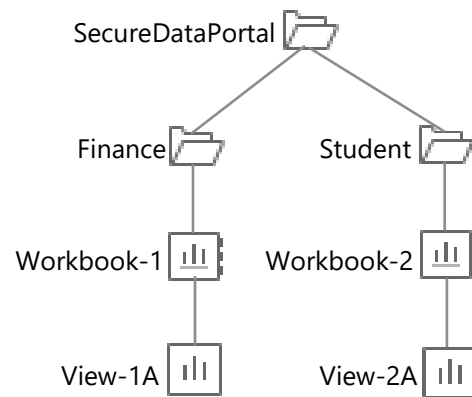 SecureDataPortal
Finance
Student
Workbook-1
Workbook-2
View-1A
View-2A